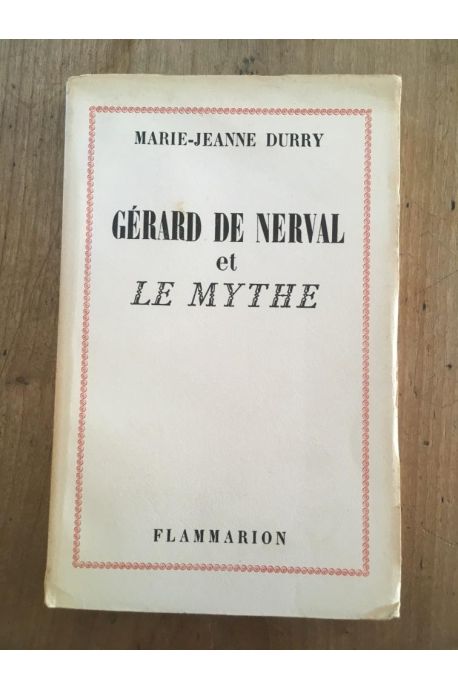 MARIE-JEANNE DURRY
GÉRARD DE NERVAL
et
LE MYTHE
FLAMMARION